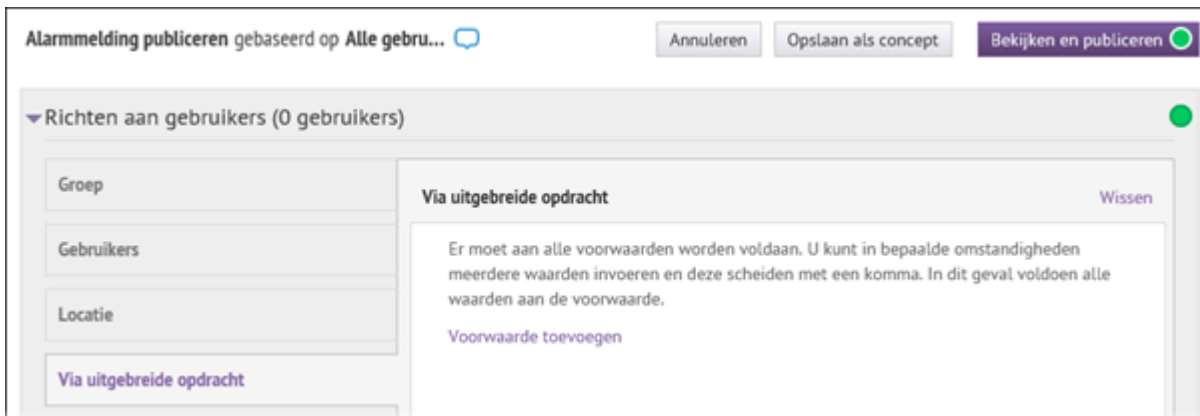 Alarmmelding publiceren gebaseerd op Alle gebru... Annuleren Opslaan als concept Bekijken en publiceren
Richten aan gebruikers (0 gebruikers)
Groep
Gebruikers
Locatie
Via uitgebreide opdracht
Via uitgebreide opdracht Wissen
Er moet aan alle voorwaarden worden voldaan. U kunt in bepaalde omstandigheden
meerdere waarden invoeren en deze scheiden met een komma. In dit geval voldoen alle
waarden aan de voorwaarde.
Voorwaarde toevoegen